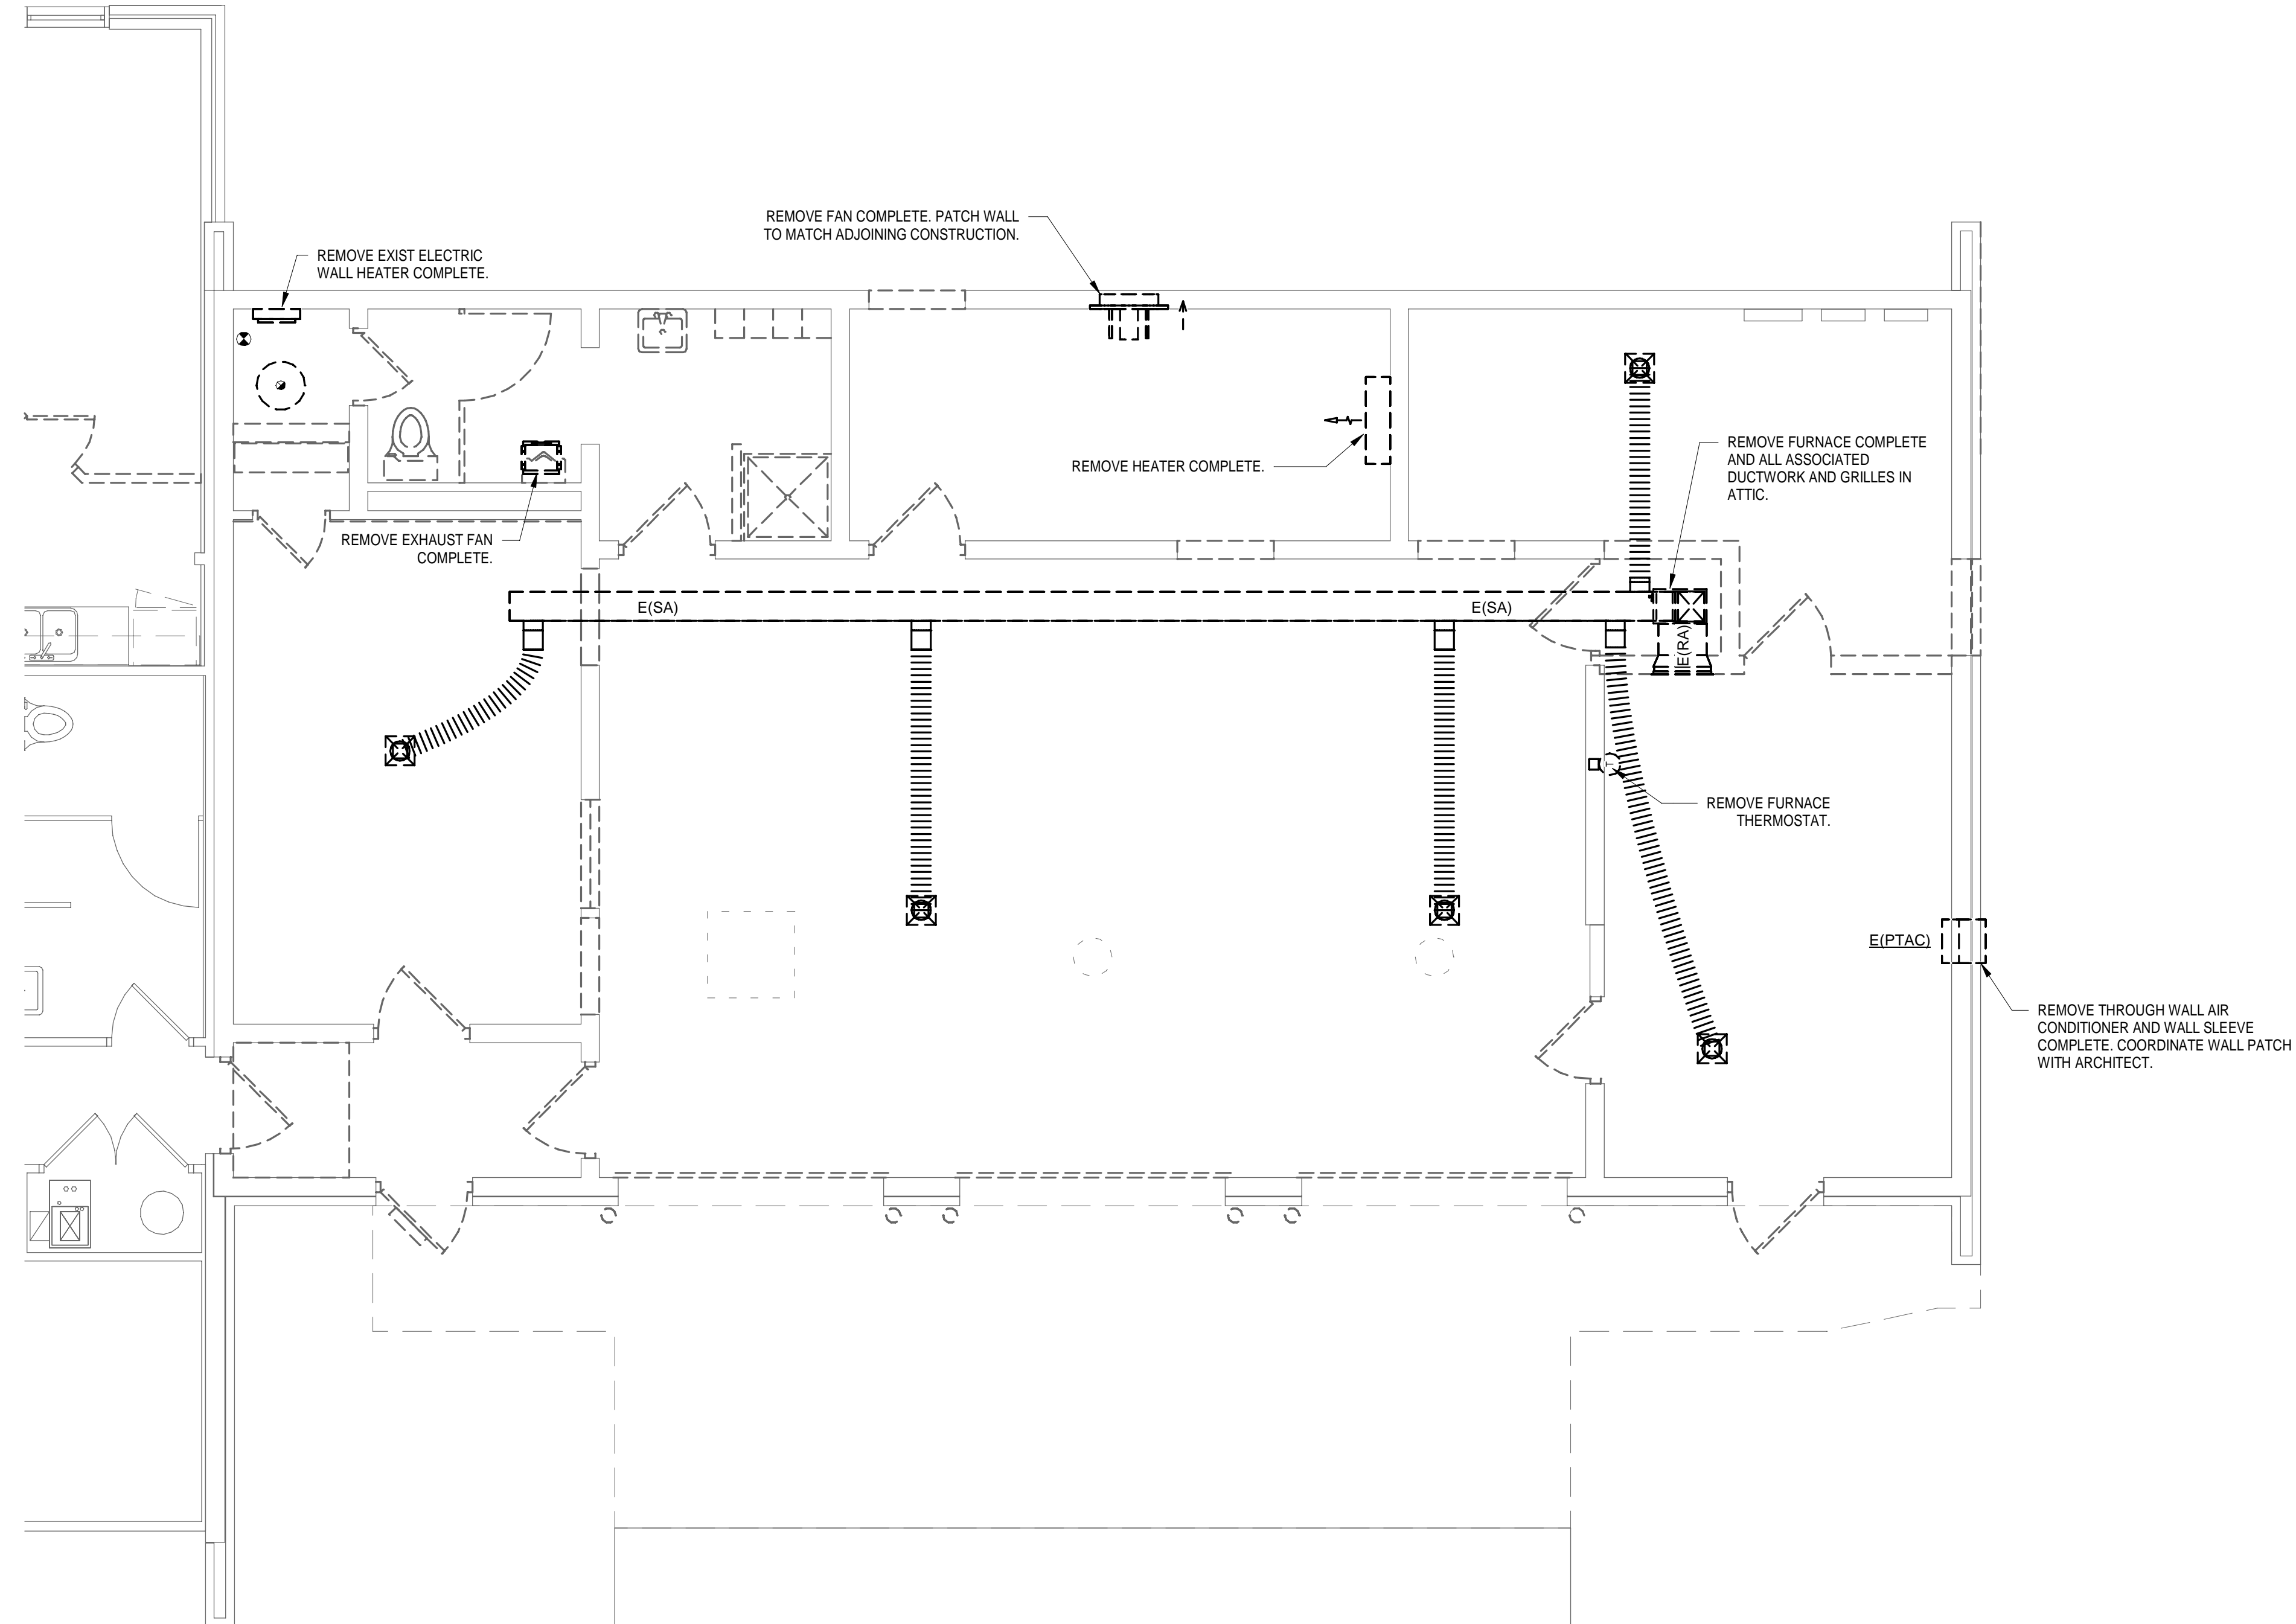 REMOVE FAN COMPLETE. PATCH WALL
TO MATCH ADJOINING CONSTRUCTION.
REMOVE EXIST ELECTRIC
WALL HEATER COMPLETE.
REMOVE HEATER COMPLETE.
REMOVE FURNACE COMPLETE
AND ALL ASSOCIATED
DUCTWORK AND GRILLES IN
ATTIC.
REMOVE EXHAUST FAN
COMPLETE.
E(SA)
E(SA)
E(RA)
T
REMOVE FURNACE
THERMOSTAT.
E(PTAC)
REMOVE THROUGH WALL AIR
CONDITIONER AND WALL SLEEVE
COMPLETE. COORDINATE WALL PATCH
WITH ARCHITECT.